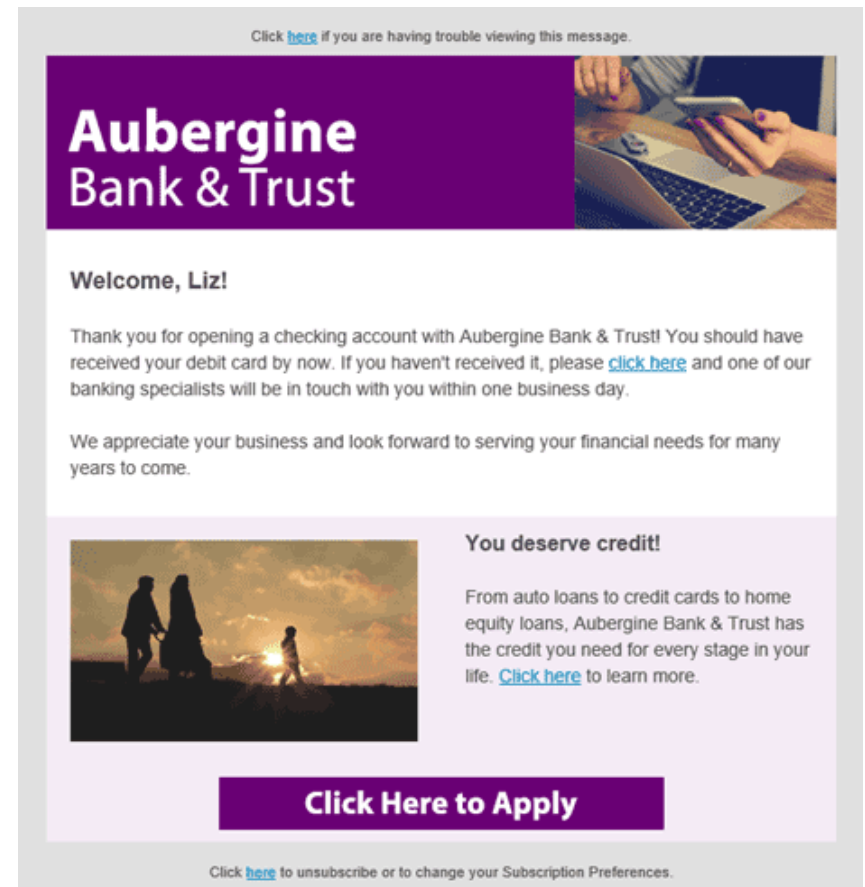 Click here if you are having trouble viewing this message.
Aubergine
Bank & Trust
Welcome, Liz!
Thank you for opening a checking account with Aubergine Bank & Trust! You should have
received your debit card by now. If you haven't received it, please click here and one of our
banking specialists will be in touch with you within one business day.
We appreciate your business and look forward to serving your financial needs for many
years to come.
You deserve credit!
From auto loans to credit cards to home
equity loans, Aubergine Bank & Trust has
the credit you need for every stage in your
life. Click here to learn more.
Click Here to Apply
Click here to unsubscribe or to change your Subscription Preferences.